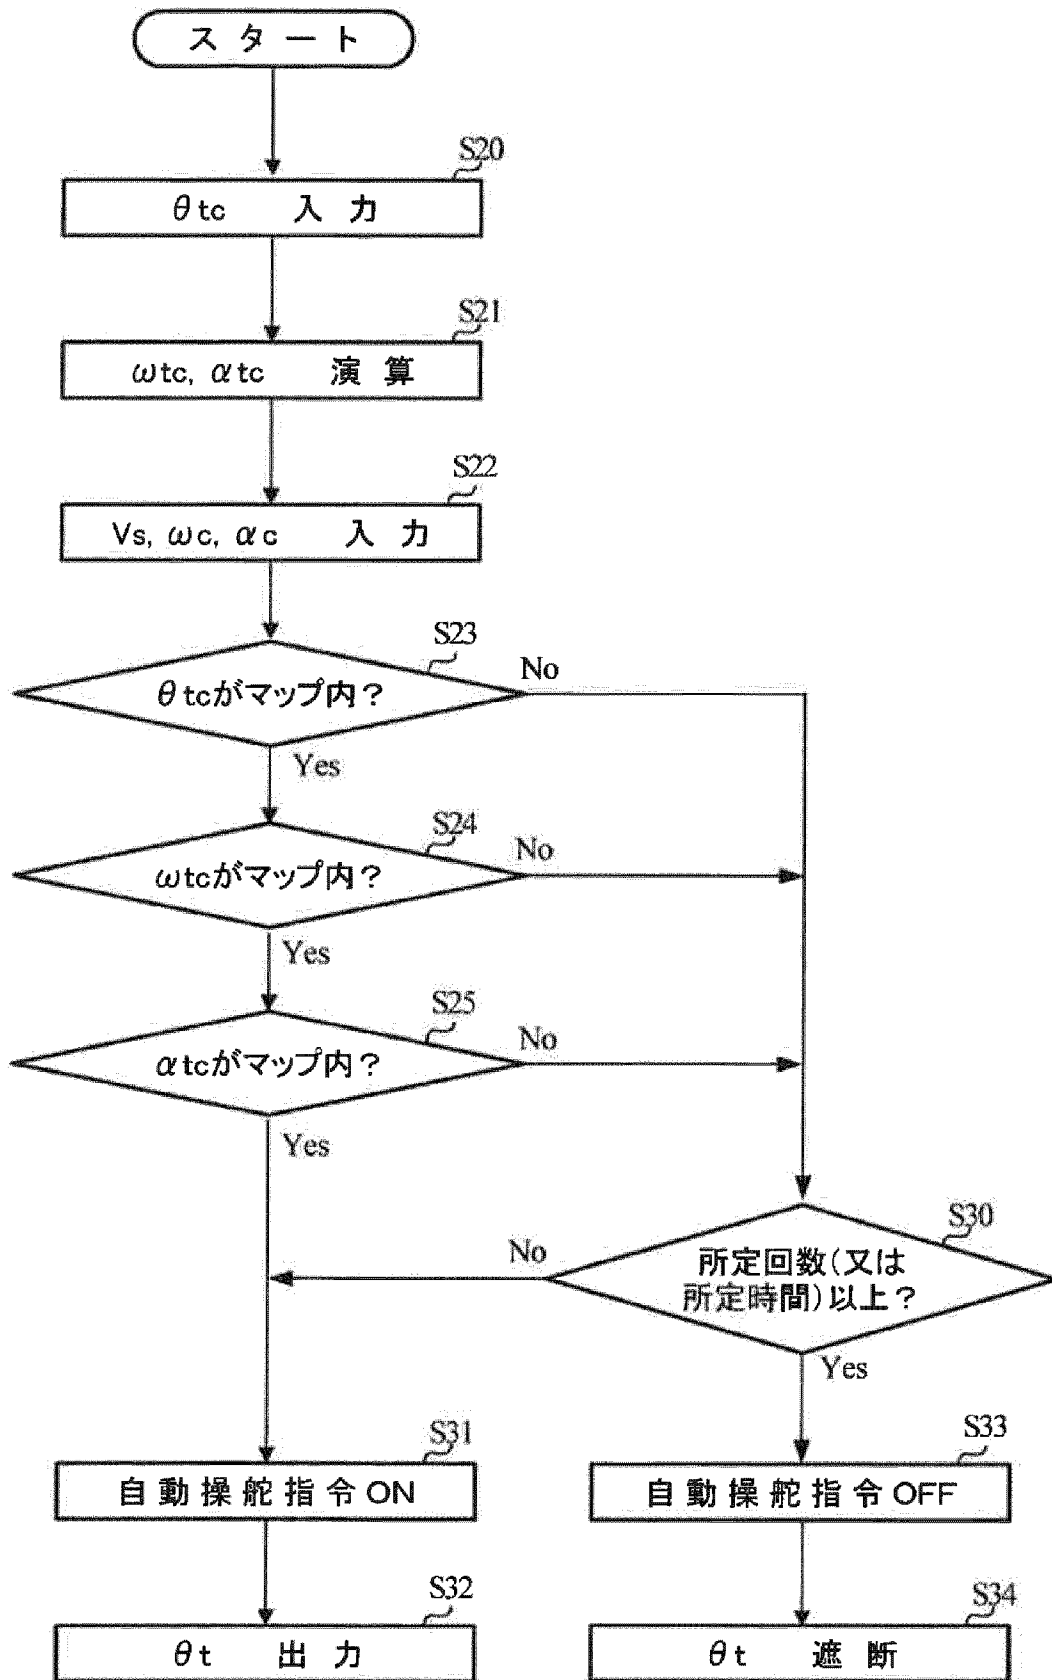 スタート
S20
θtc 入力
S21
ωtc, αtc 演算
S22
Vs, ωc, αc 入力
S23
θtcがマップ内？
No
Yes
S24
ωtcがマップ内？
No
Yes
S25
αtcがマップ内？
No
Yes
S30
所定回数(又は
所定時間)以上？
No
Yes
S31
自動操舵指令ON
S33
自動操舵指令OFF
S32
θt 出力
S34
θt 遮断